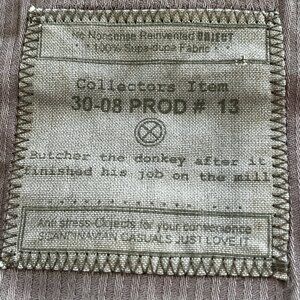 No Nonsense Reinvented OBJECT
100% Supa-dupa Fabric
Collectors Item
30-08 PROD # 13
Butcher the donkey after it
finished his job on the mill
Anti stress Objects for your convenience
SCANDINAVIAN CASUALS JUST LOVE IT